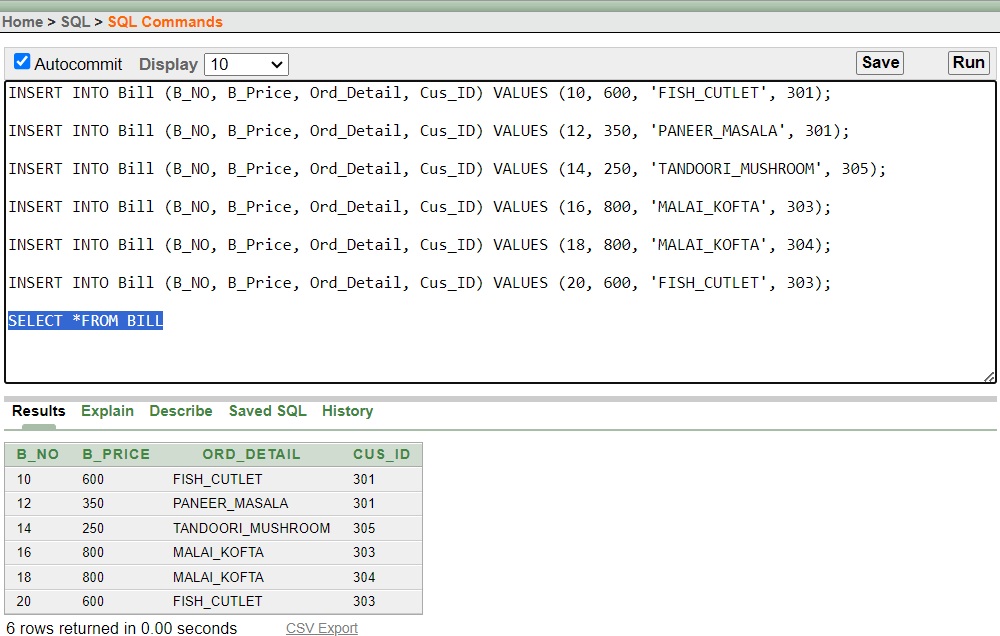 Home > SQL > SQL Commands
Autocommit Display 10 Save Run
INSERT INTO Bill (B_NO, B_Price, Ord_Detail, Cus_ID) VALUES (10, 600, 'FISH_CUTLET', 301);
INSERT INTO Bill (B_NO, B_Price, Ord_Detail, Cus_ID) VALUES (12, 350, 'PANEER_MASALA', 301);
INSERT INTO Bill (B_NO, B_Price, Ord_Detail, Cus_ID) VALUES (14, 250, 'TANDOORI_MUSHROOM', 305);
INSERT INTO Bill (B_NO, B_Price, Ord_Detail, Cus_ID) VALUES (16, 800, 'MALAI_KOFTA', 303);
INSERT INTO Bill (B_NO, B_Price, Ord_Detail, Cus_ID) VALUES (18, 800, 'MALAI_KOFTA', 304);
INSERT INTO Bill (B_NO, B_Price, Ord_Detail, Cus_ID) VALUES (20, 600, 'FISH_CUTLET', 303);
SELECT *FROM BILL
Results Explain Describe Saved SQL History
B_NO B_PRICE ORD_DETAIL CUS_ID
10 600 FISH_CUTLET 301
12 350 PANEER_MASALA 301
14 250 TANDOORI_MUSHROOM 305
16 800 MALAI_KOFTA 303
18 800 MALAI_KOFTA 304
20 600 FISH_CUTLET 303
6 rows returned in 0.00 seconds CSV Export